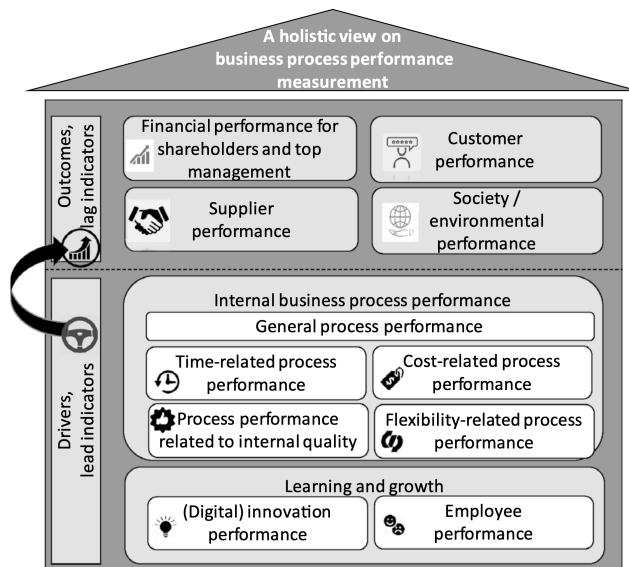 A holistic view on
business process performance
measurement
Outcomes,
lag indicators
Financial performance for
shareholders and top
management
Customer
performance
Supplier
performance
Society /
environmental
performance
Drivers,
lead indicators
Internal business process performance
General process performance
Time-related process
performance
Cost-related process
performance
Process performance
related to internal quality
Flexibility-related process
performance
Learning and growth
(Digital) innovation
performance
Employee
performance